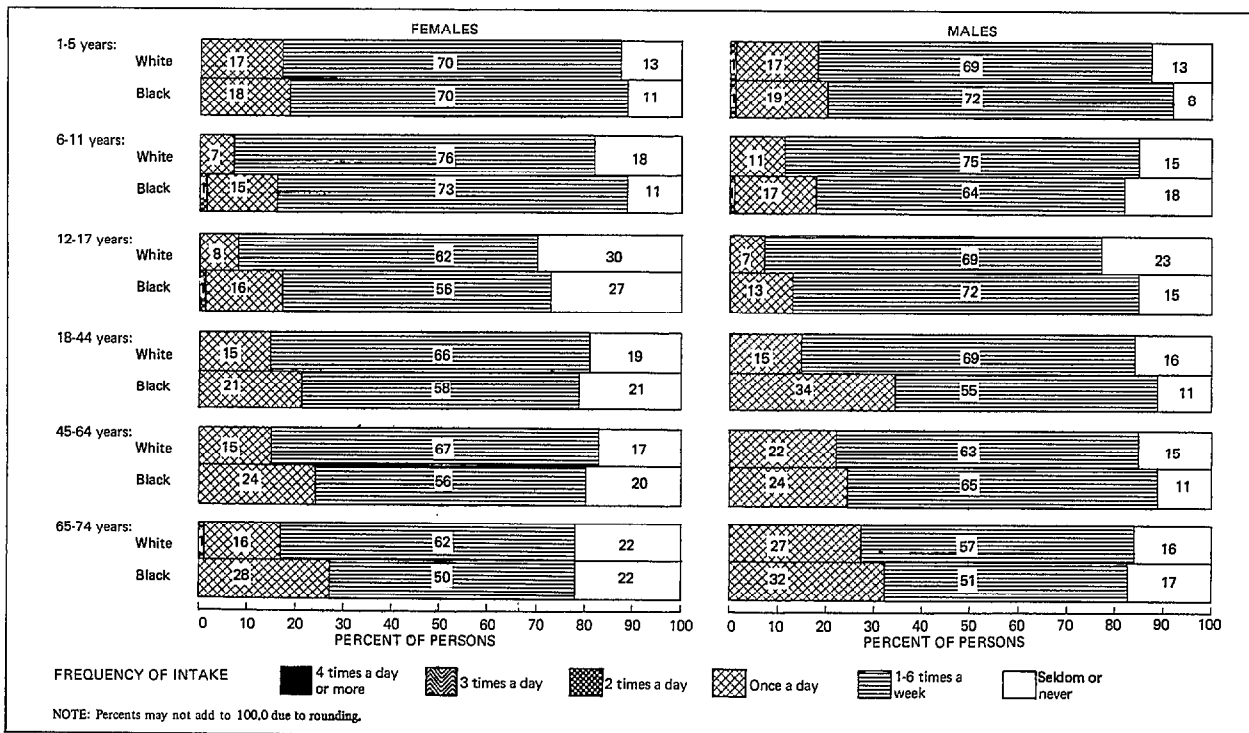 FEMALES MALES
1-5 years:
White 17 70 13 1 17 69 13
Black 18 70 11 1 19 72 8
6-11 years:
White 7 76 18 11 75 15
Black 1 15 73 11 1 17 64 18
12-17 years:
White 8 62 30 7 69 23
Black 1 16 56 27 13 72 15
18-44 years:
White 15 66 19 15 69 16
Black 21 58 21 34 55 11
45-64 years:
White 15 67 17 22 63 15
Black 24 56 20 24 65 11
65-74 years:
White 1 16 62 22 27 57 16
Black 28 50 22 32 51 17
0 10 20 30 40 50 60 70 80 90 100 0 10 20 30 40 50 60 70 80 90 100
PERCENT OF PERSONS PERCENT OF PERSONS
FREQUENCY OF INTAKE 4 times a day or more 3 times a day 2 times a day Once a day 1-6 times a week Seldom or never
NOTE: Percents may not add to 100.0 due to rounding.